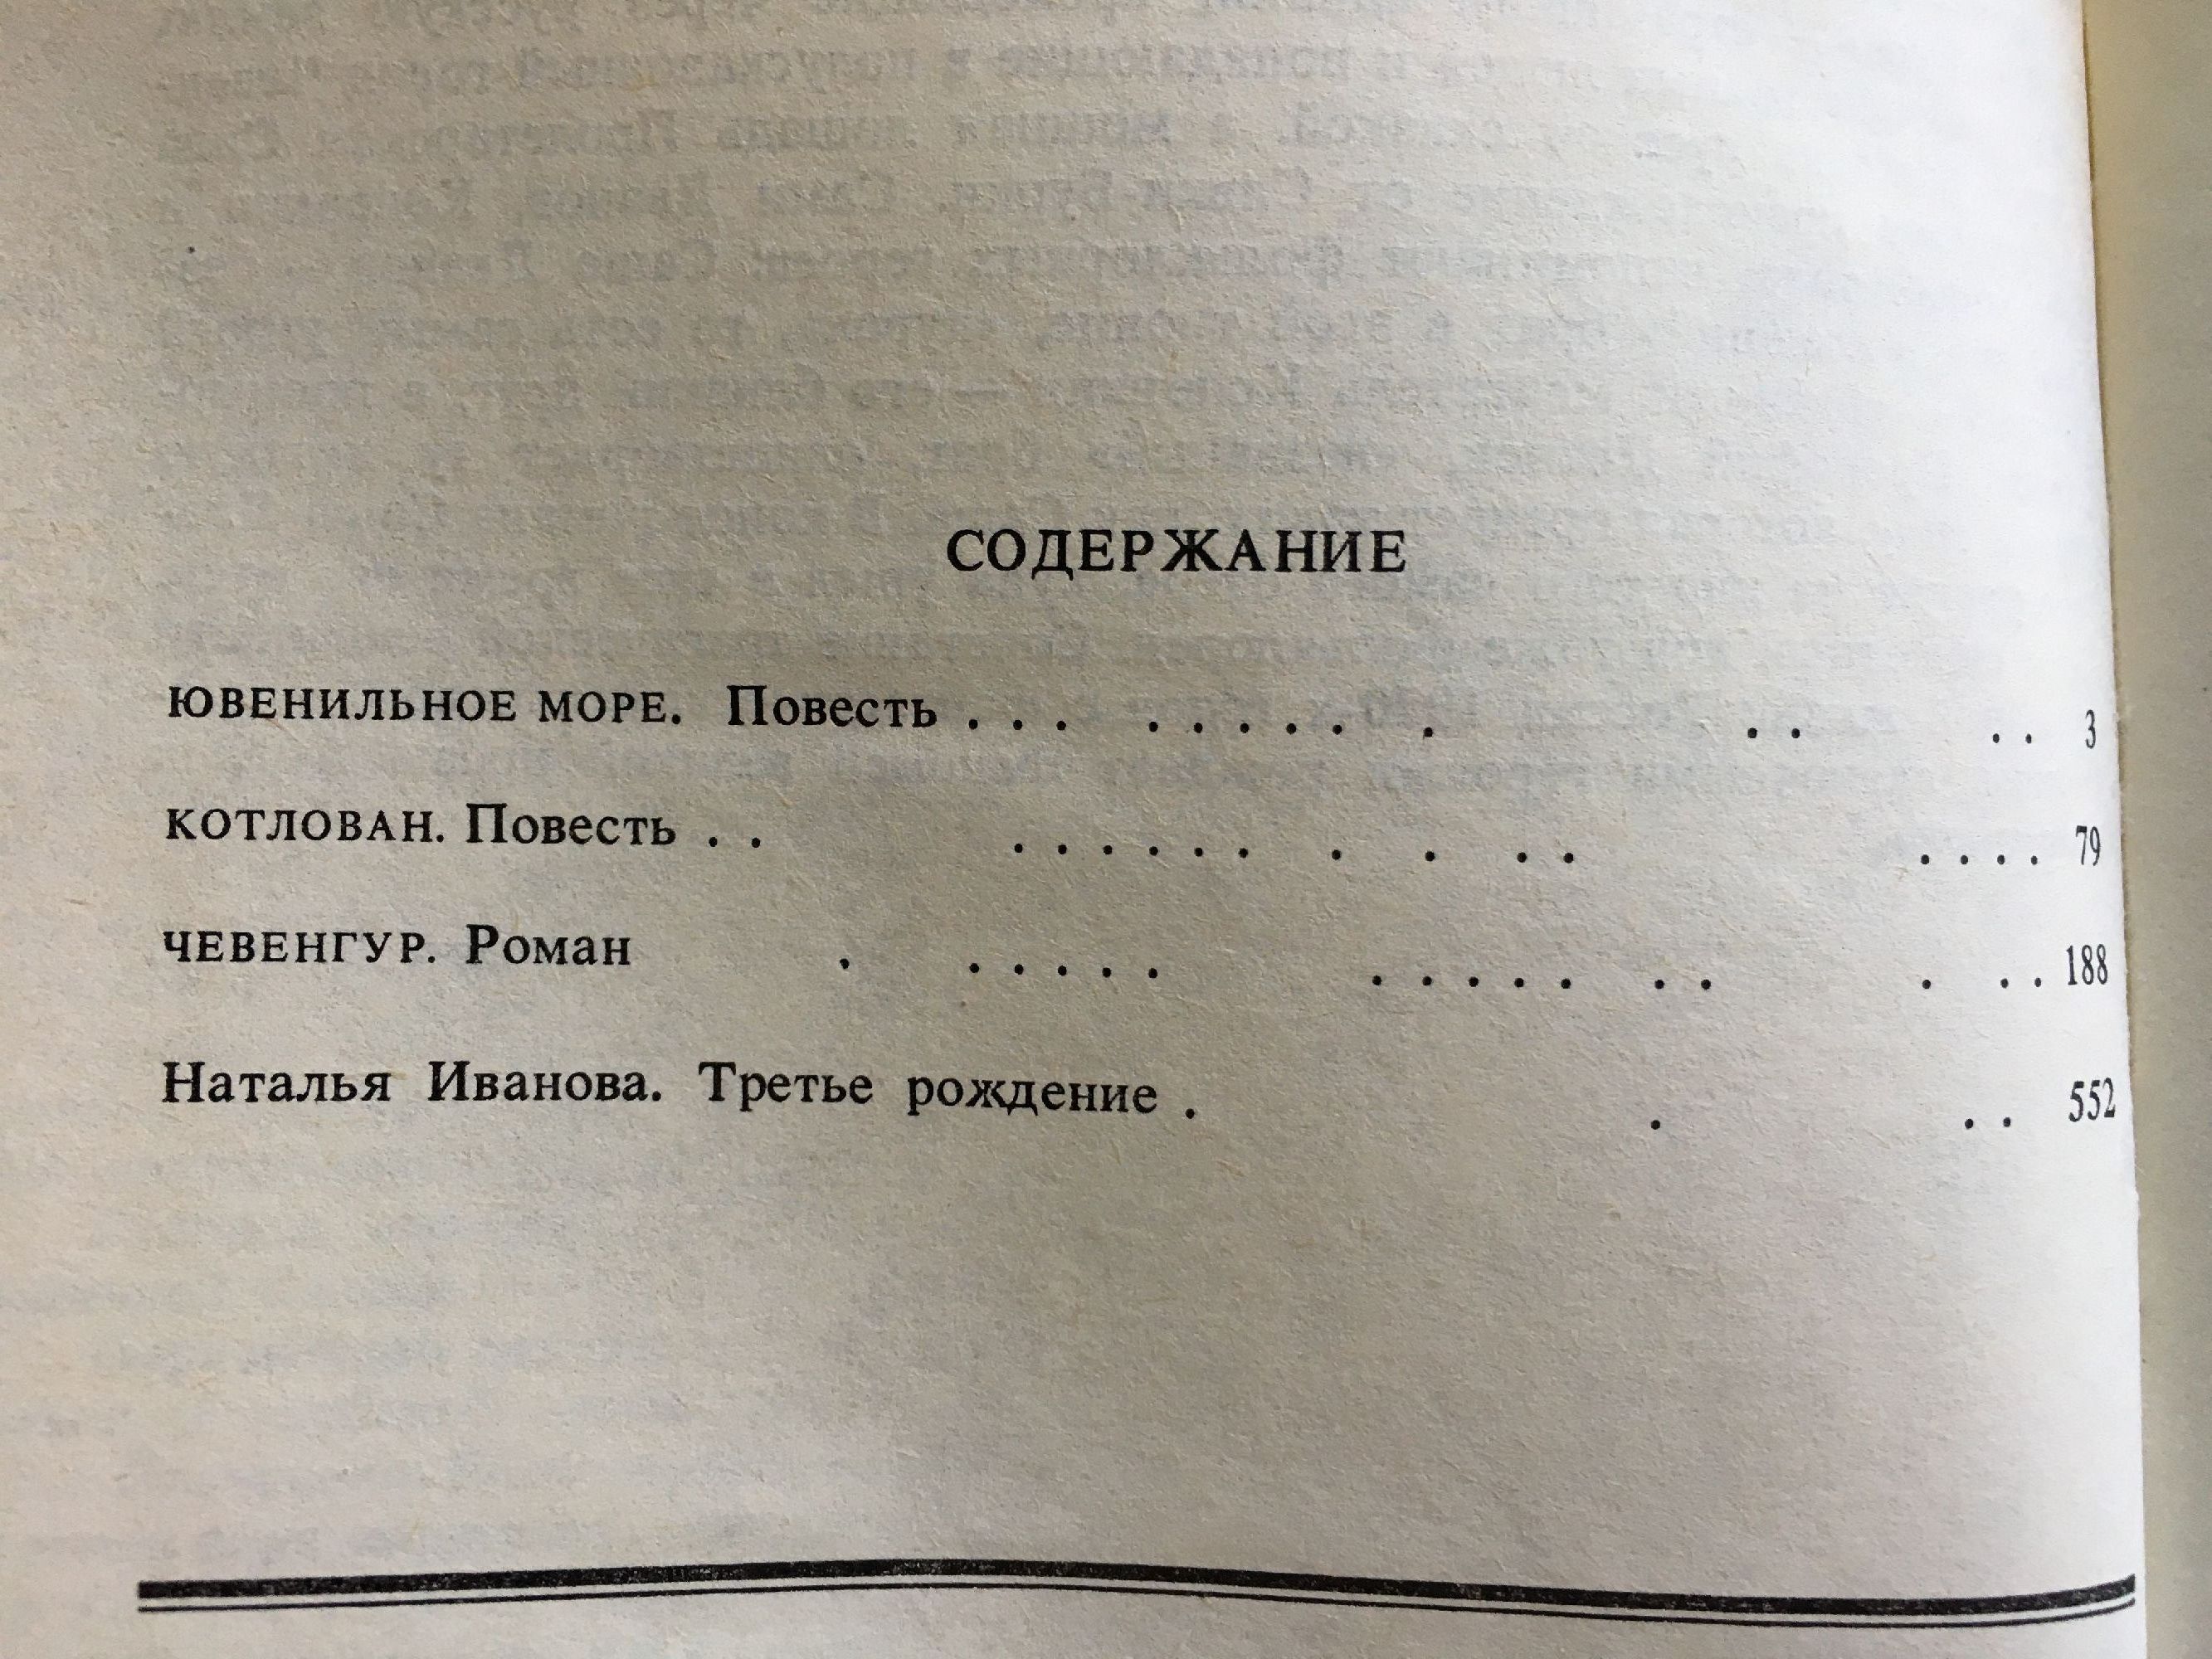 СОДЕРЖАНИЕ
ЮВЕНИЛЬНОЕ МОРЕ. Повесть . . . . . . . . . . . . 3
КОТЛОВАН. Повесть . . . . . . . . . . . . . . . . 79
ЧЕВЕНГУР. Роман . . . . . . . . . . . . . . . . 188
Наталья Иванова. Третье рождение . . . . 552